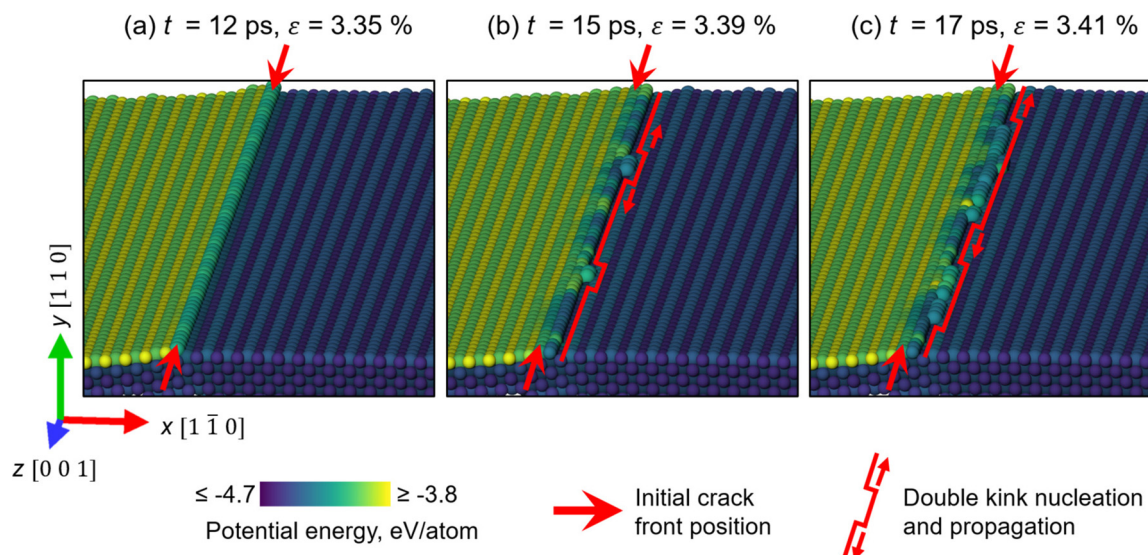 (a) t = 12 ps, ε = 3.35 %
(b) t = 15 ps, ε = 3.39 %
(c) t = 17 ps, ε = 3.41 %
y [1 1 0]
x [1 1̄ 0]
z [0 0 1]
≤ -4.7
≥ -3.8
Potential energy, eV/atom
Initial crack
front position
Double kink nucleation
and propagation